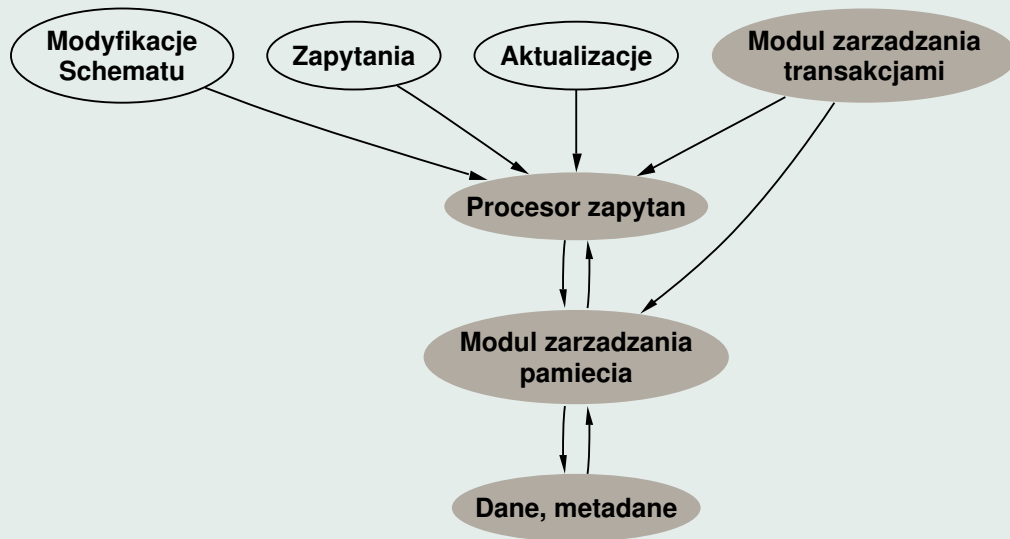 Modyfikacje
Schematu
Zapytania
Aktualizacje
Modul zarzadzania
transakcjami
Procesor zapytan
Modul zarzadzania
pamiecia
Dane, metadane